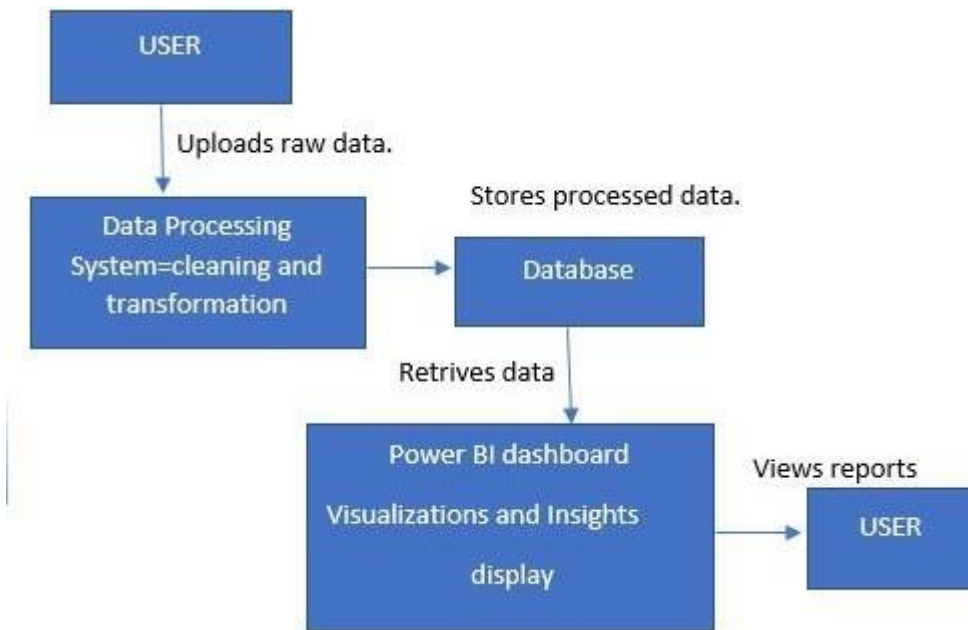 USER
Uploads raw data.
Data Processing
System=cleaning and
transformation
Stores processed data.
Database
Retrives data
Power BI dashboard
Visualizations and Insights
display
Views reports
USER